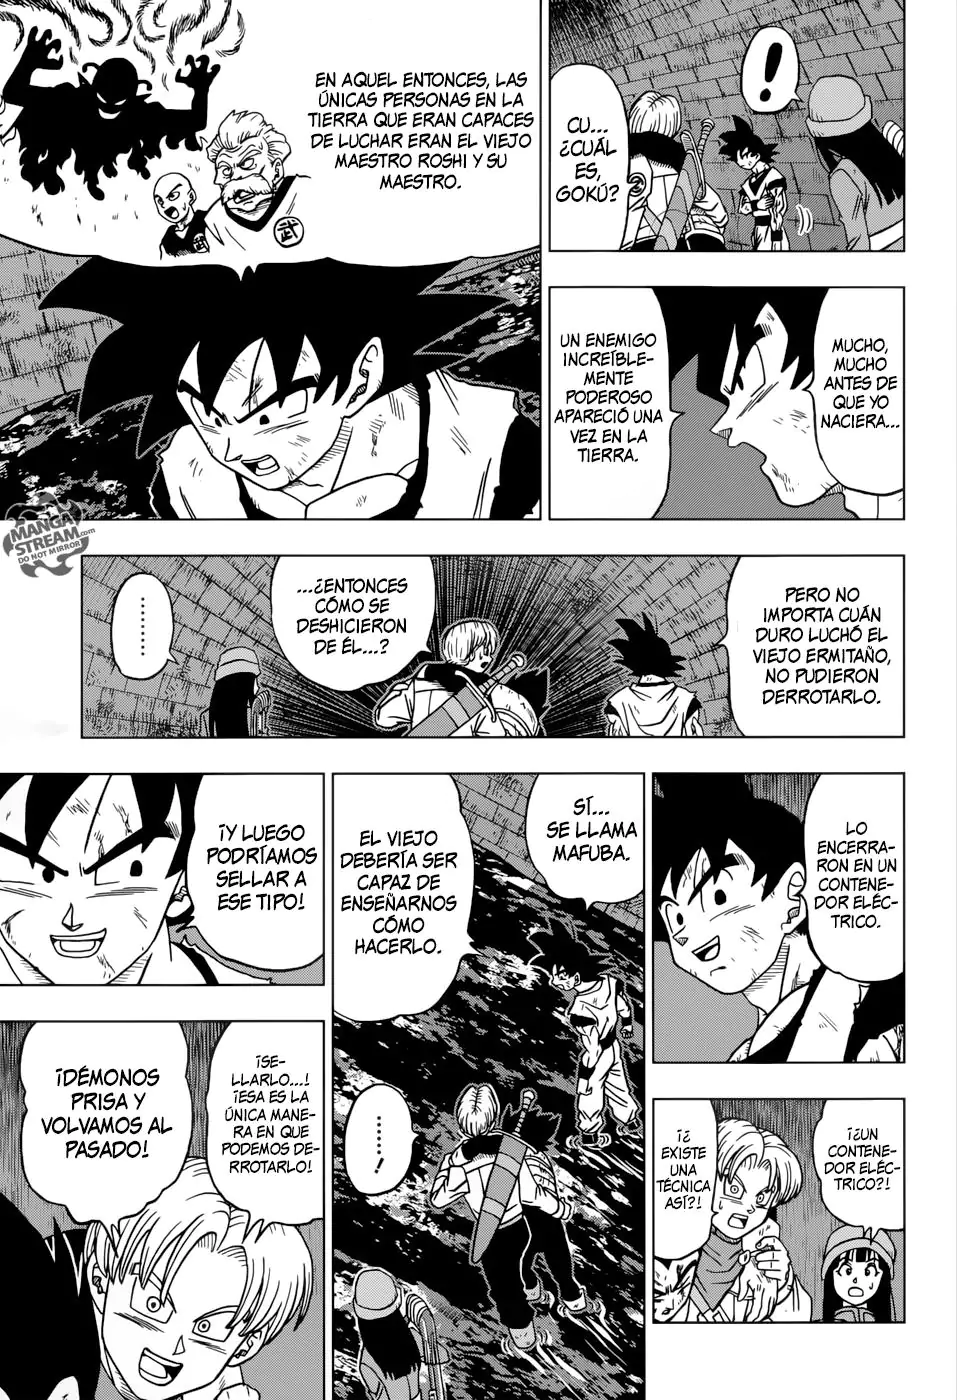 !
CU...
¿CUÁL
ES,
GOKÚ?
MUCHO,
MUCHO
ANTES DE
QUE YO
NACIERA...
UN ENEMIGO
INCREÍBLE-
MENTE
PODEROSO
APARECIÓ UNA
VEZ EN LA
TIERRA.
EN AQUEL ENTONCES, LAS
ÚNICAS PERSONAS EN LA
TIERRA QUE ERAN CAPACES
DE LUCHAR ERAN EL VIEJO
MAESTRO ROSHI Y SU
MAESTRO.
武
MANGA
STREAM.com
DO NOT MIRROR
PERO NO
IMPORTA CUÁN
DURO LUCHÓ EL
VIEJO ERMITAÑO,
NO PUDIERON
DERROTARLO.
...¿ENTONCES
CÓMO SE
DESHICIERON
DE ÉL...?
.........
LO
ENCERRA-
RON EN UN
CONTENE-
DOR ELÉC-
TRICO.
¡¿UN
CONTENE-
DOR ELÉC-
TRICO?!
¡¿
EXISTE
UNA
TÉCNICA
ASÍ?!
SÍ...
SE LLAMA
MAFUBA.
EL VIEJO
DEBERÍA SER
CAPAZ DE
ENSEÑARNOS
CÓMO
HACERLO.
......!
¡Y LUEGO
PODRÍAMOS
SELLAR A
ESE TIPO!
¡SE-
LLARLO...!
¡ESA ES LA
ÚNICA MANE-
RA EN QUE
PODEMOS DE-
RROTARLO!
¡DÉMONOS
PRISA Y
VOLVAMOS AL
PASADO!